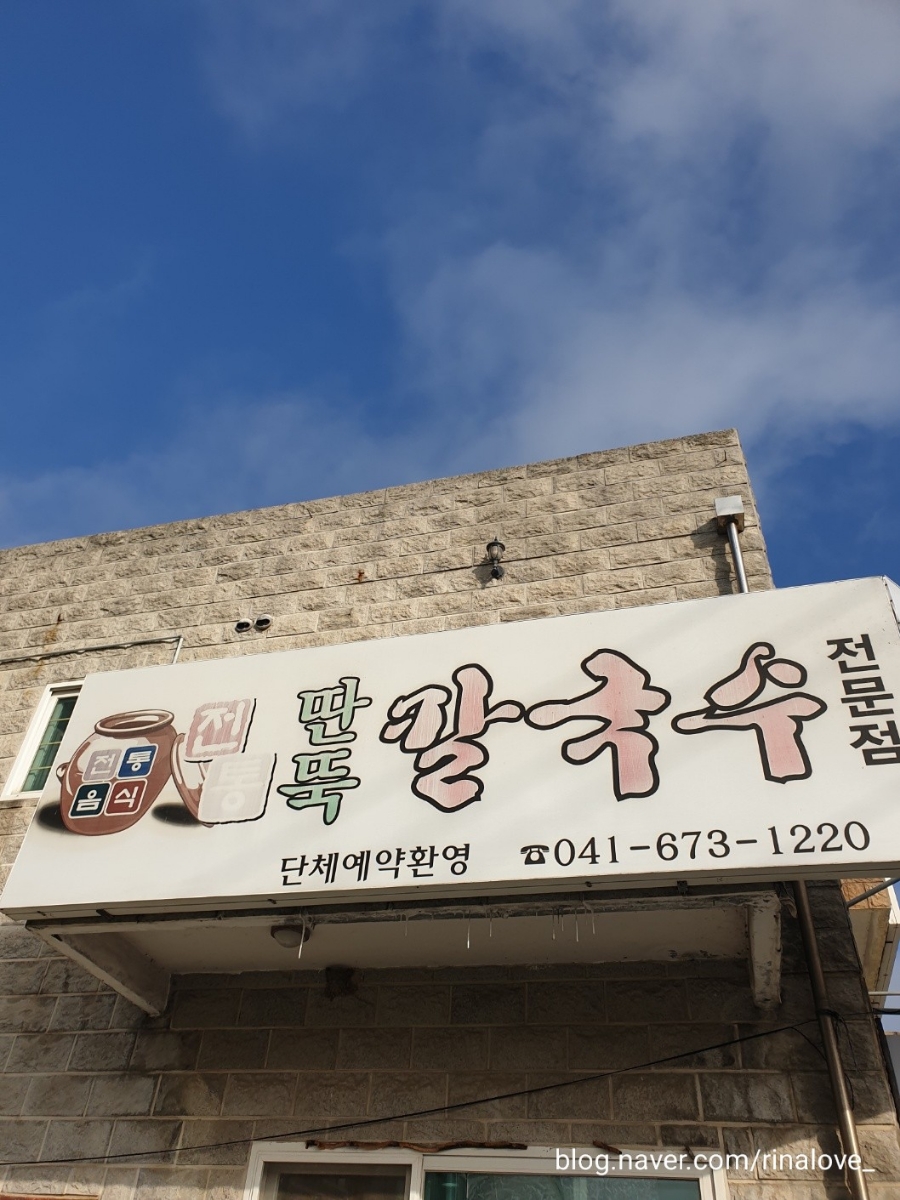 전통
음식
전통
딴뚝
칼국수
전문점
단체예약환영
☎041-673-1220
blog.naver.com/rinalove_